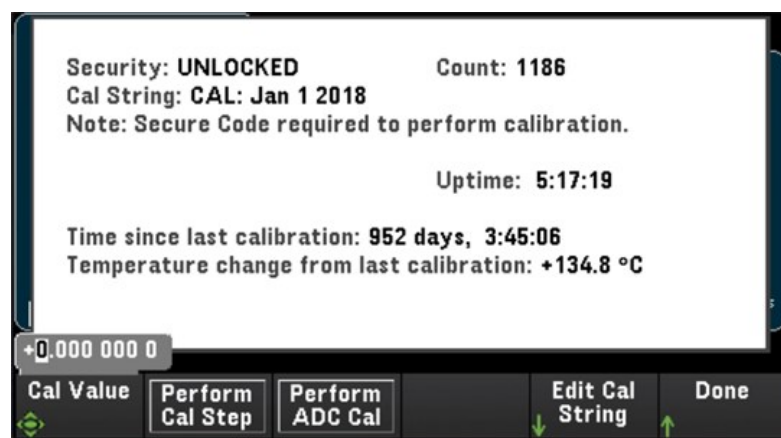 Security: UNLOCKED Count: 1186
Cal String: CAL: Jan 1 2018
Note: Secure Code required to perform calibration.
Uptime: 5:17:19
Time since last calibration: 952 days, 3:45:06
Temperature change from last calibration: +134.8 °C
+0.000 000 0
Cal Value
Perform
Cal Step
Perform
ADC Cal
Edit Cal
String
Done